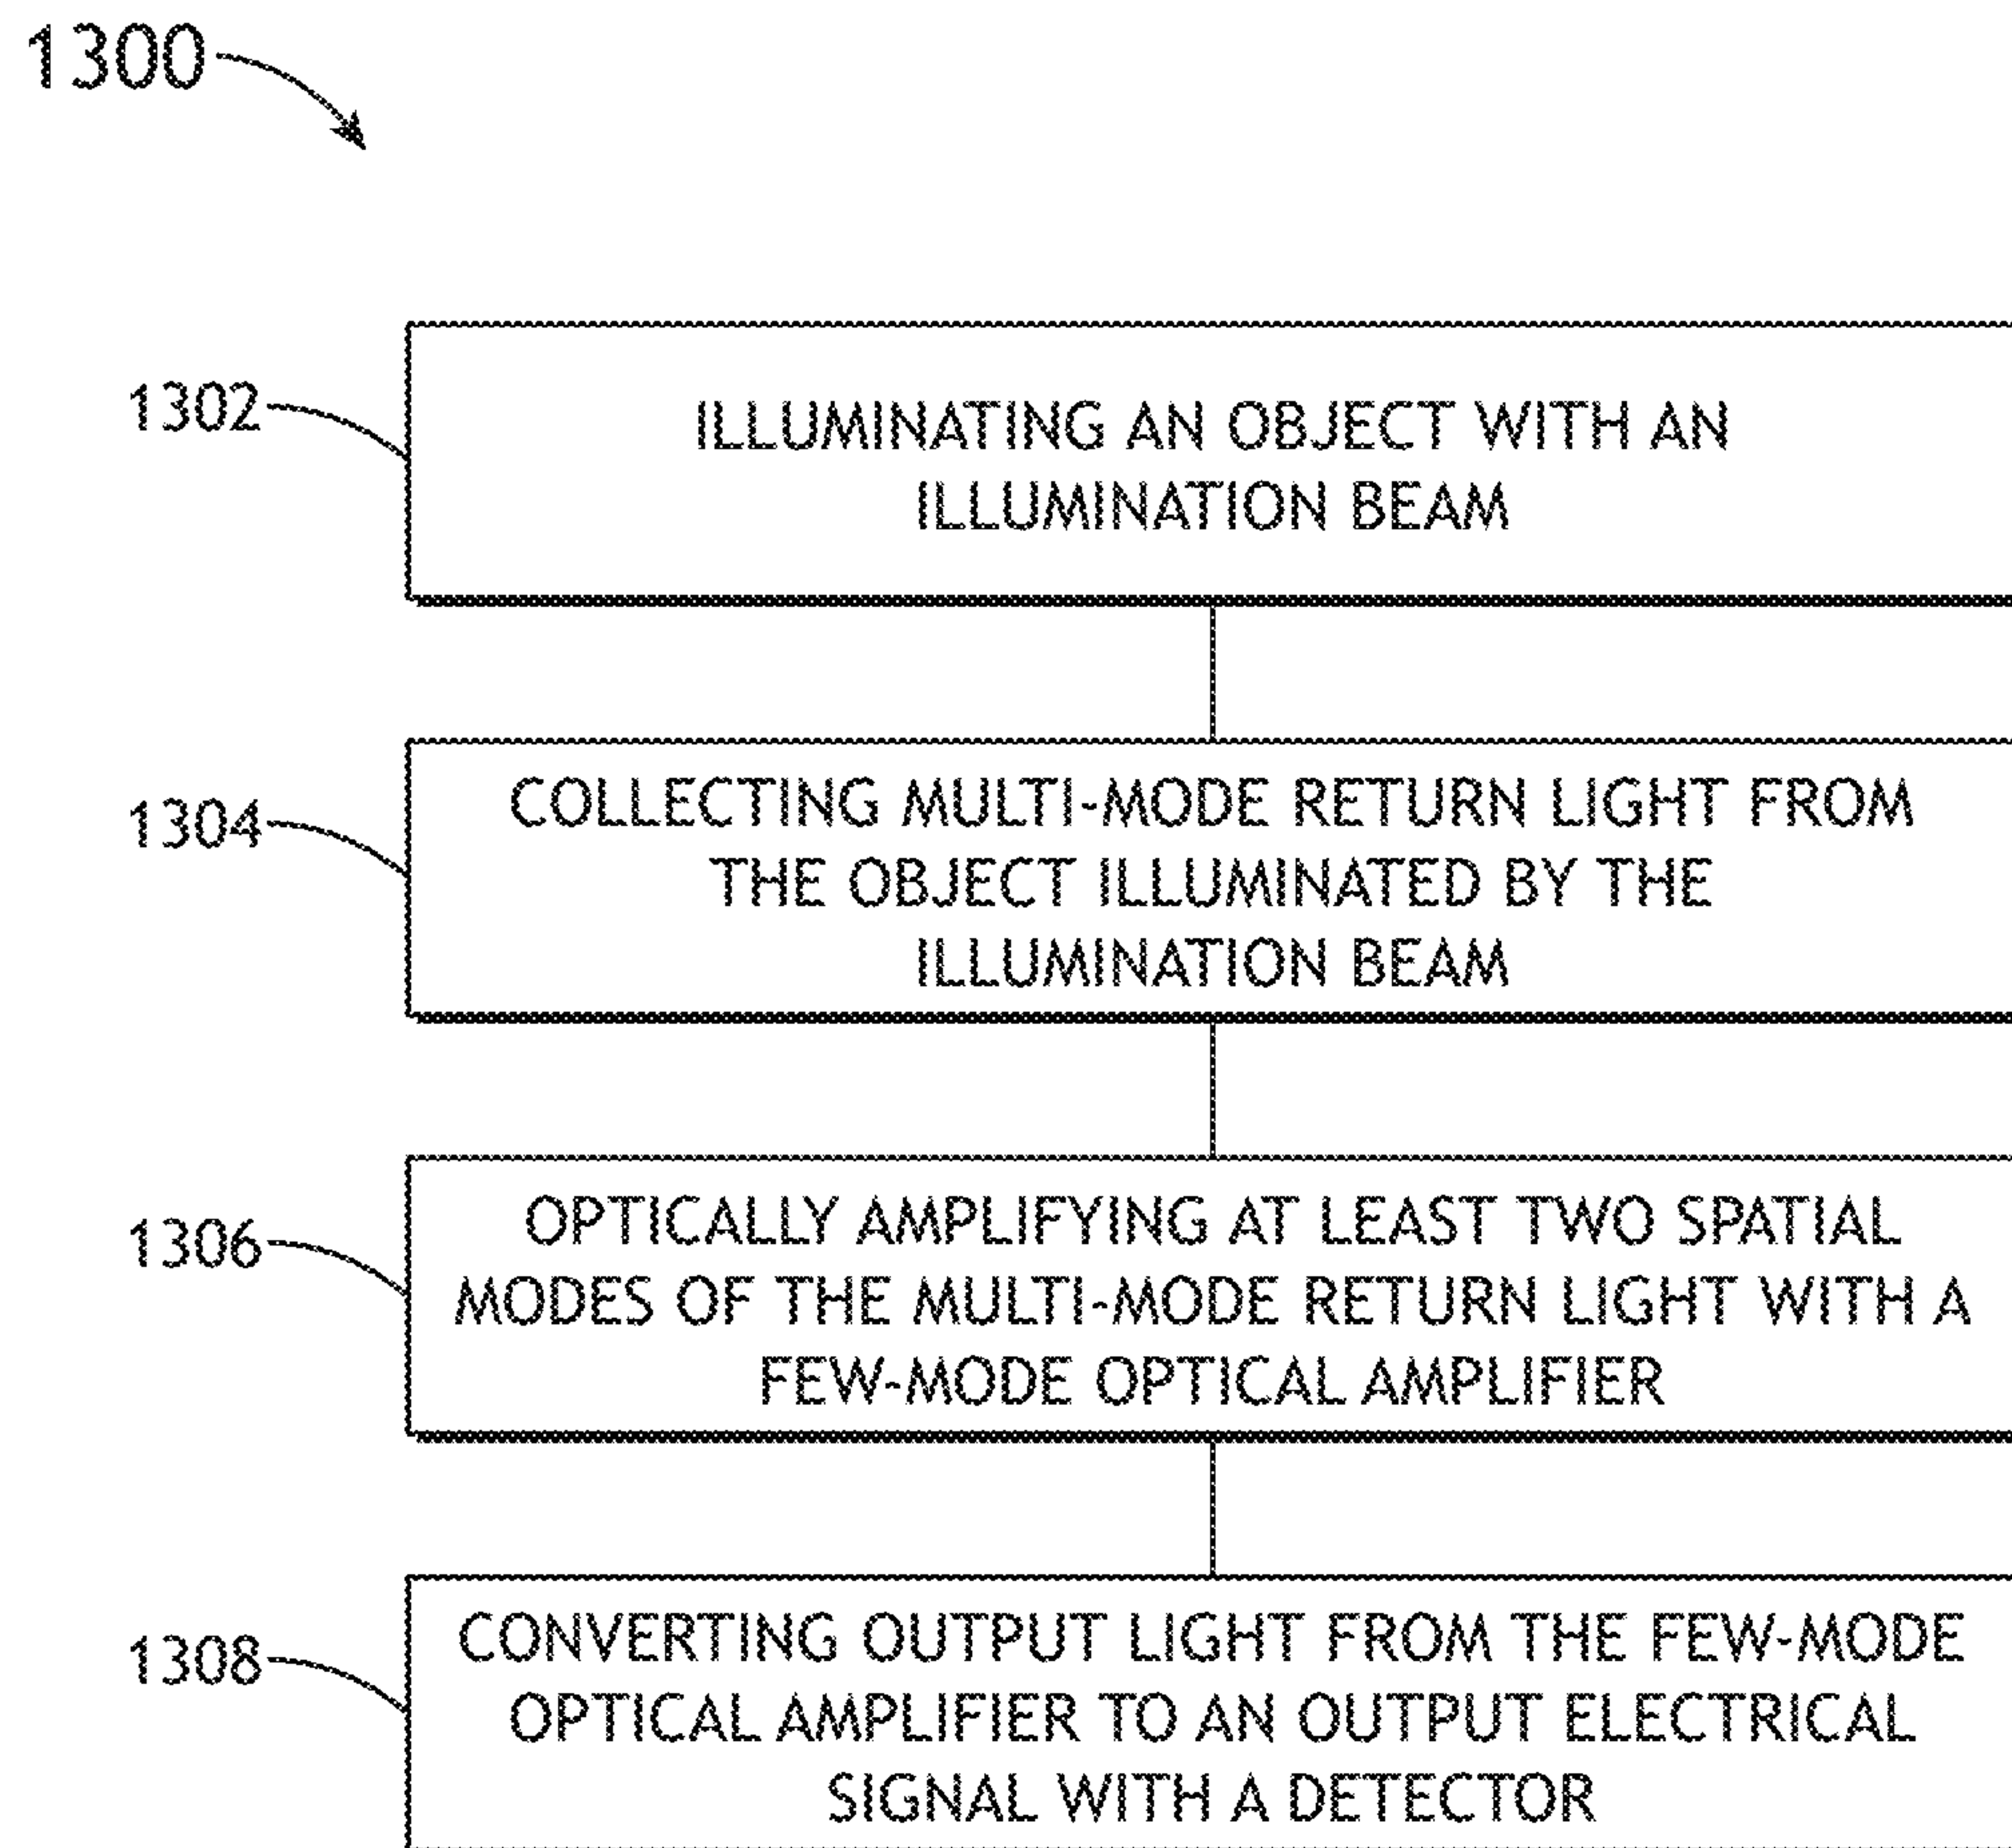 1300
1302
ILLUMINATING AN OBJECT WITH AN
ILLUMINATION BEAM
1304
COLLECTING MULTI-MODE RETURN LIGHT FROM
THE OBJECT ILLUMINATED BY THE
ILLUMINATION BEAM
1306
OPTICALLY AMPLIFYING AT LEAST TWO SPATIAL
MODES OF THE MULTI-MODE RETURN LIGHT WITH A
FEW-MODE OPTICAL AMPLIFIER
1308
CONVERTING OUTPUT LIGHT FROM THE FEW-MODE
OPTICAL AMPLIFIER TO AN OUTPUT ELECTRICAL
SIGNAL WITH A DETECTOR